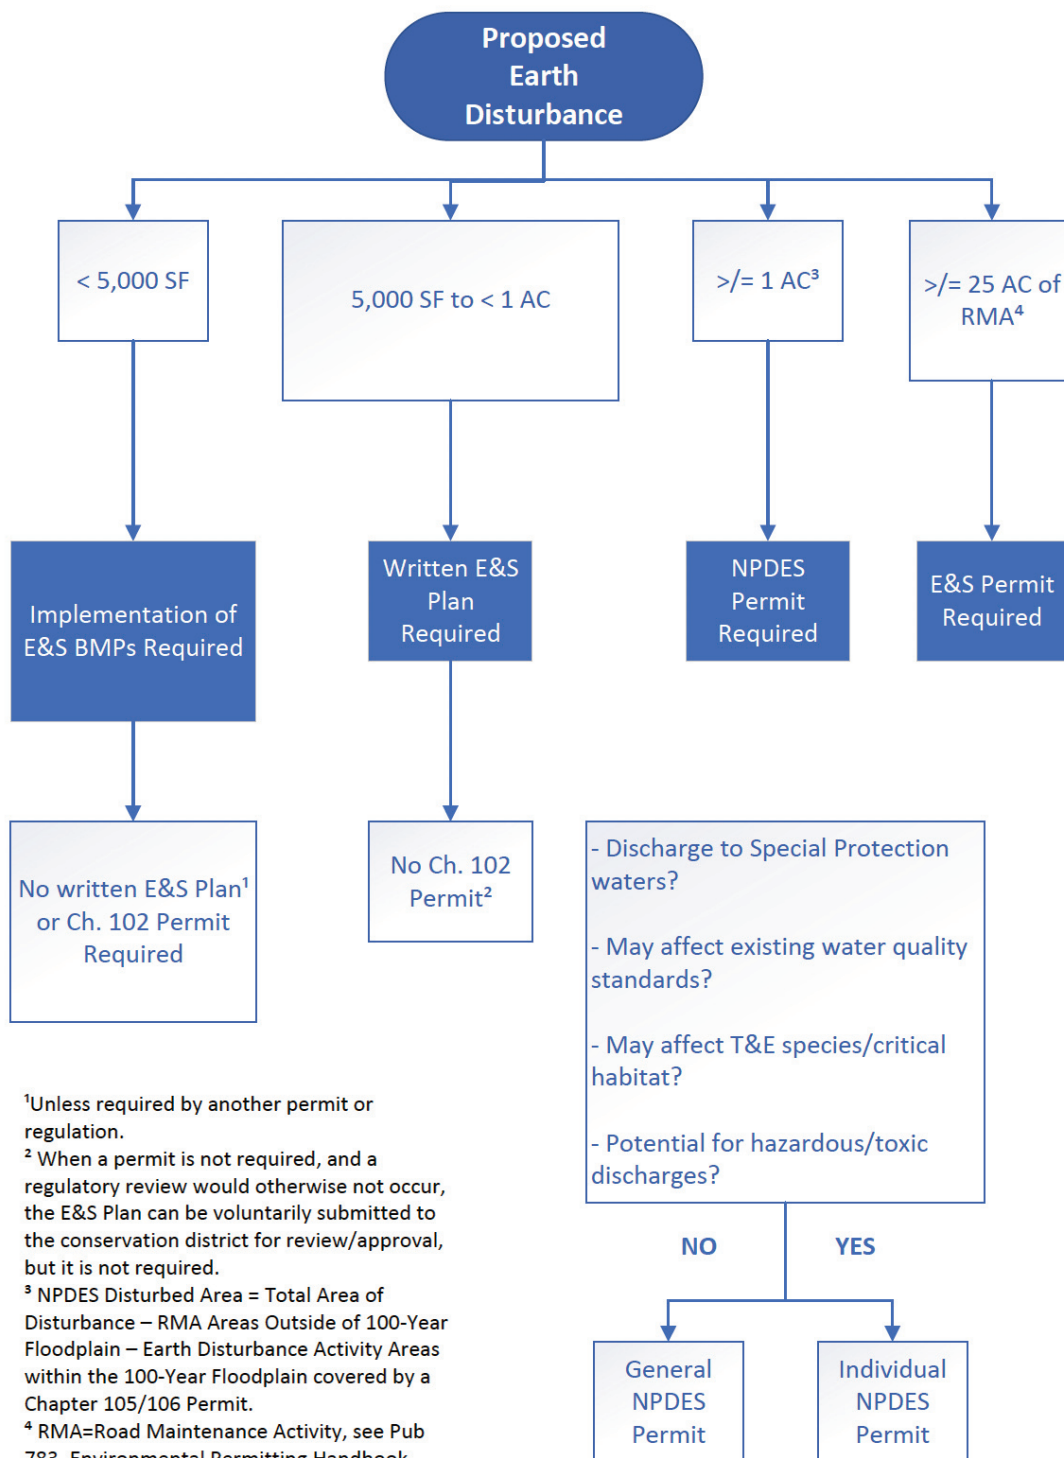 Proposed
Earth
Disturbance
< 5,000 SF
5,000 SF to < 1 AC
>/= 1 AC³
>/= 25 AC of
RMA⁴
Implementation of
E&S BMPs Required
Written E&S
Plan
Required
NPDES
Permit
Required
E&S Permit
Required
No written E&S Plan¹
or Ch. 102 Permit
Required
No Ch. 102
Permit²
- Discharge to Special Protection
waters?
- May affect existing water quality
standards?
- May affect T&E species/critical
habitat?
- Potential for hazardous/toxic
discharges?
NO
YES
General
NPDES
Permit
Individual
NPDES
Permit
¹Unless required by another permit or
regulation.
² When a permit is not required, and a
regulatory review would otherwise not occur,
the E&S Plan can be voluntarily submitted to
the conservation district for review/approval,
but it is not required.
³ NPDES Disturbed Area = Total Area of
Disturbance – RMA Areas Outside of 100-Year
Floodplain – Earth Disturbance Activity Areas
within the 100-Year Floodplain covered by a
Chapter 105/106 Permit.
⁴ RMA=Road Maintenance Activity, see Pub
783, Environmental Permitting Handbook